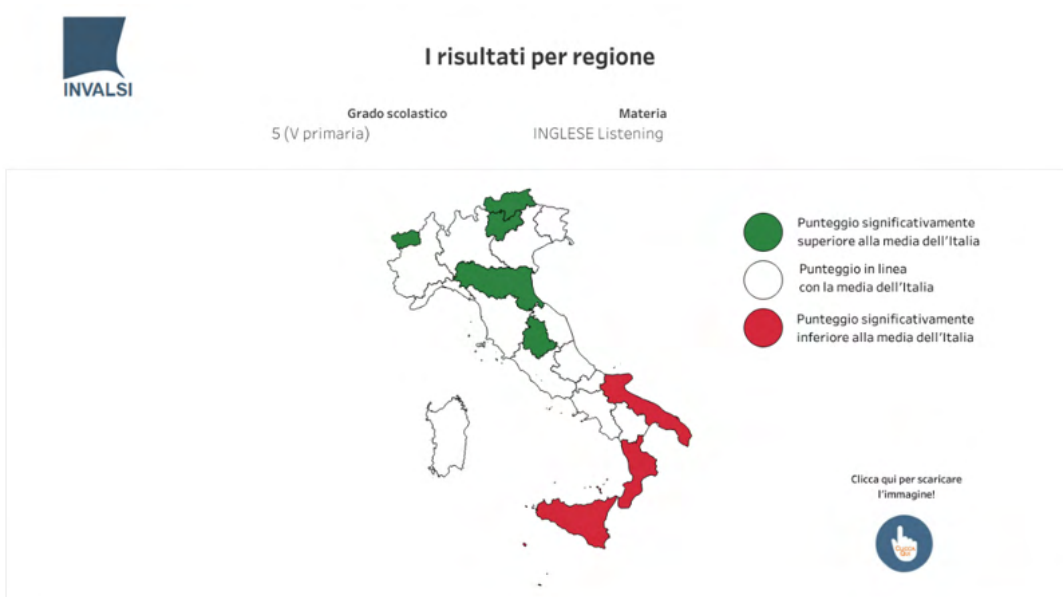 INVALSI
I risultati per regione
Grado scolastico
5 (V primaria)
Materia
INGLESE Listening
Punteggio significativamente
superiore alla media dell'Italia
Punteggio in linea
con la media dell'Italia
Punteggio significativamente
inferiore alla media dell'Italia
Clicca qui per scaricare
l'immagine!
CLICCA
QUI